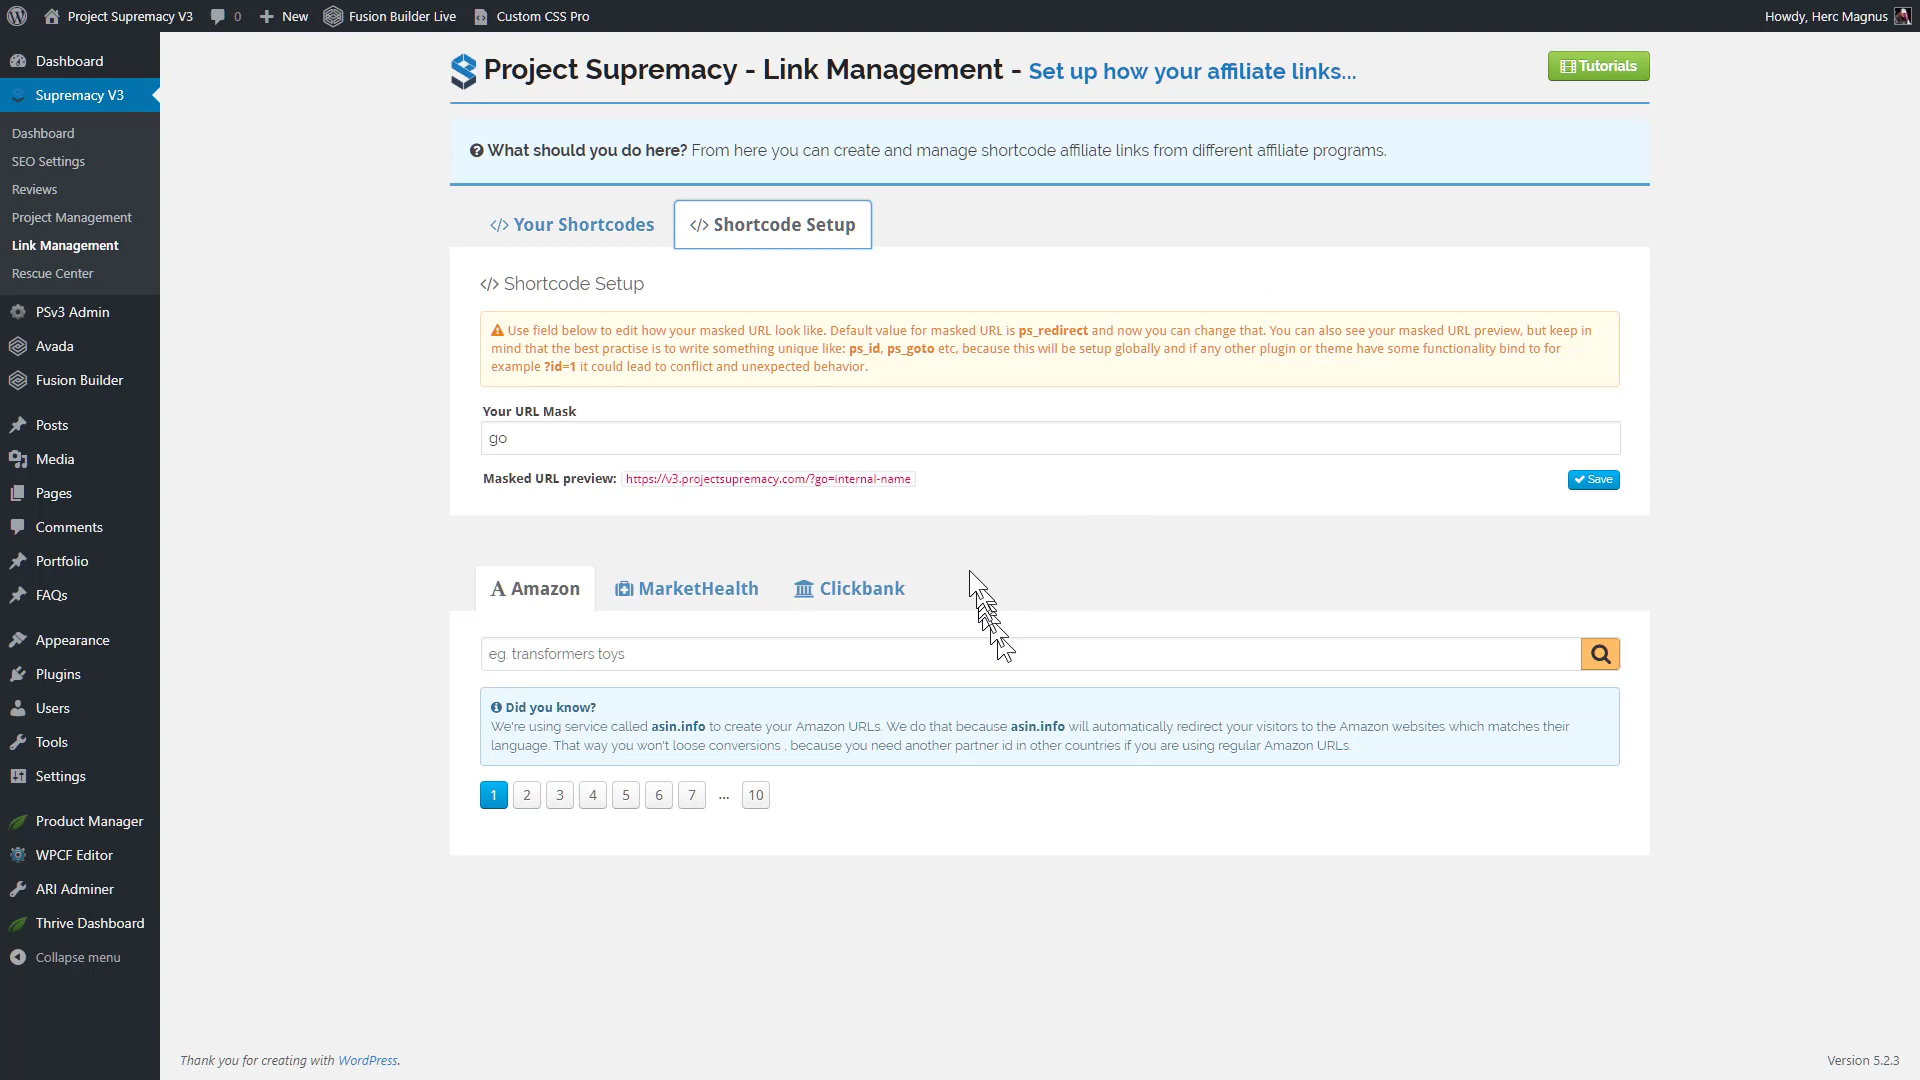 Project Supremacy V3
0
New
Fusion Builder Live
Custom CSS Pro
Howdy, Herc Magnus
Dashboard
Supremacy V3
Dashboard
SEO Settings
Reviews
Project Management
Link Management
Rescue Center
PSv3 Admin
Avada
Fusion Builder
Posts
Media
Pages
Comments
Portfolio
FAQs
Appearance
Plugins
Users
Tools
Settings
Product Manager
WPCF Editor
ARI Adminer
Thrive Dashboard
Collapse menu
Project Supremacy - Link Management - Set up how your affiliate links...
Tutorials
What should you do here? From here you can create and manage shortcode affiliate links from different affiliate programs.
</> Your Shortcodes
</> Shortcode Setup
</> Shortcode Setup
Use field below to edit how your masked URL look like. Default value for masked URL is ps_redirect and now you can change that. You can also see your masked URL preview, but keep in
mind that the best practise is to write something unique like: ps_id, ps_goto etc, because this will be setup globally and if any other plugin or theme have some functionality bind to for
example ?id=1 it could lead to conflict and unexpected behavior.
Your URL Mask
go
Masked URL preview: https://v3.projectsupremacy.com/?go=internal-name
Save
Amazon
MarketHealth
Clickbank
eg. transformers toys
Did you know?
We're using service called asin.info to create your Amazon URLs. We do that because asin.info will automatically redirect your visitors to the Amazon websites which matches their
language. That way you won't loose conversions , because you need another partner id in other countries if you are using regular Amazon URLs.
1 2 3 4 5 6 7 ... 10
Thank you for creating with WordPress.
Version 5.2.3